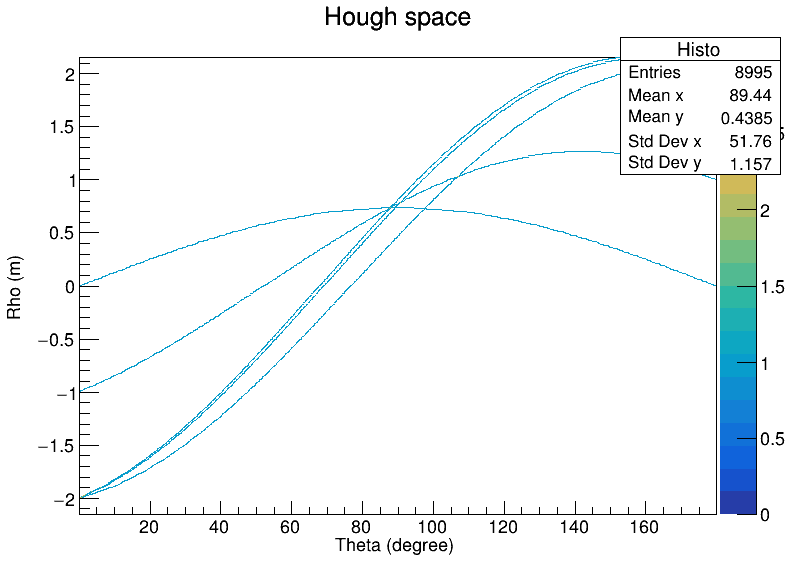 Hough space
Histo
Entries 8995
Mean x 89.44
Mean y 0.4385
Std Dev x 51.76
Std Dev y 1.157
2
1.5
1
0.5
0
−0.5
−1
−1.5
−2
Rho (m)
20 40 60 80 100 120 140 160
Theta (degree)
5
2
1.5
1
0.5
0